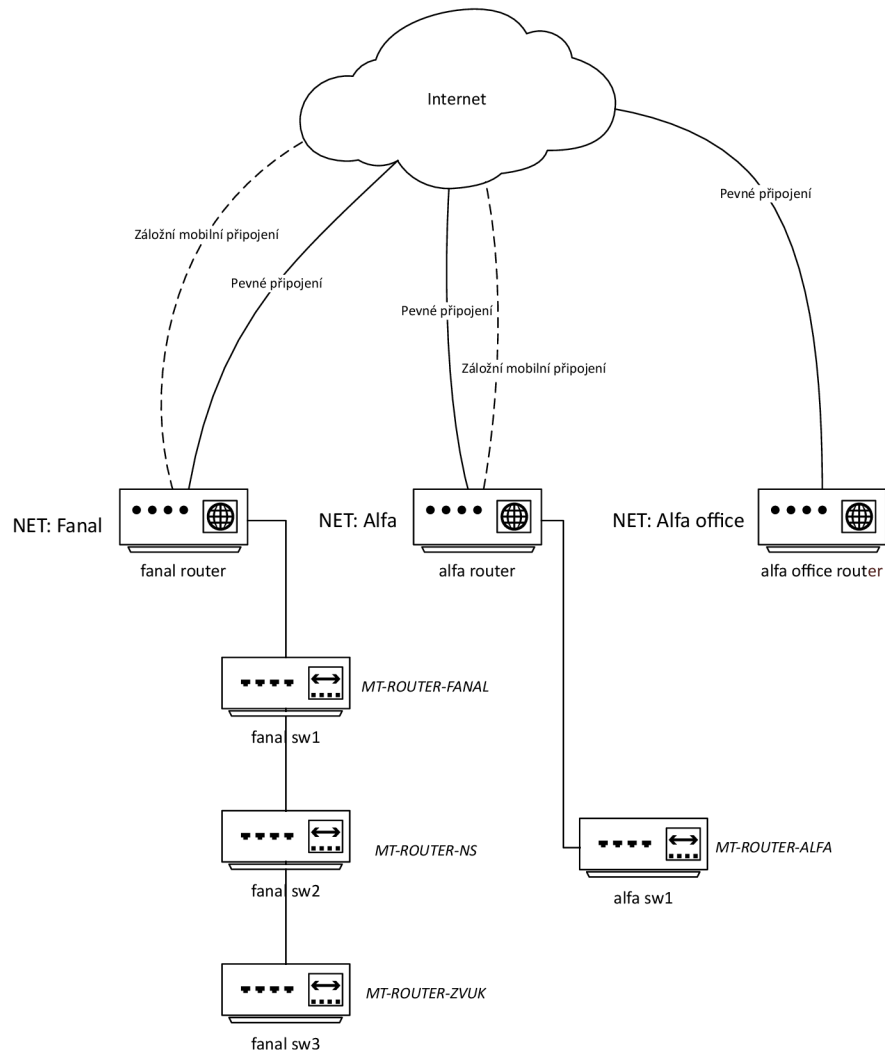 Internet
Pevné připojení
Záložní mobilní připojení
Pevné připojení
Pevné připojení
Záložní mobilní připojení
NET: Fanal
NET: Alfa
NET: Alfa office
fanal router
alfa router
alfa office router
MT-ROUTER-FANAL
fanal sw1
MT-ROUTER-NS
MT-ROUTER-ALFA
fanal sw2
alfa sw1
MT-ROUTER-ZVUK
fanal sw3